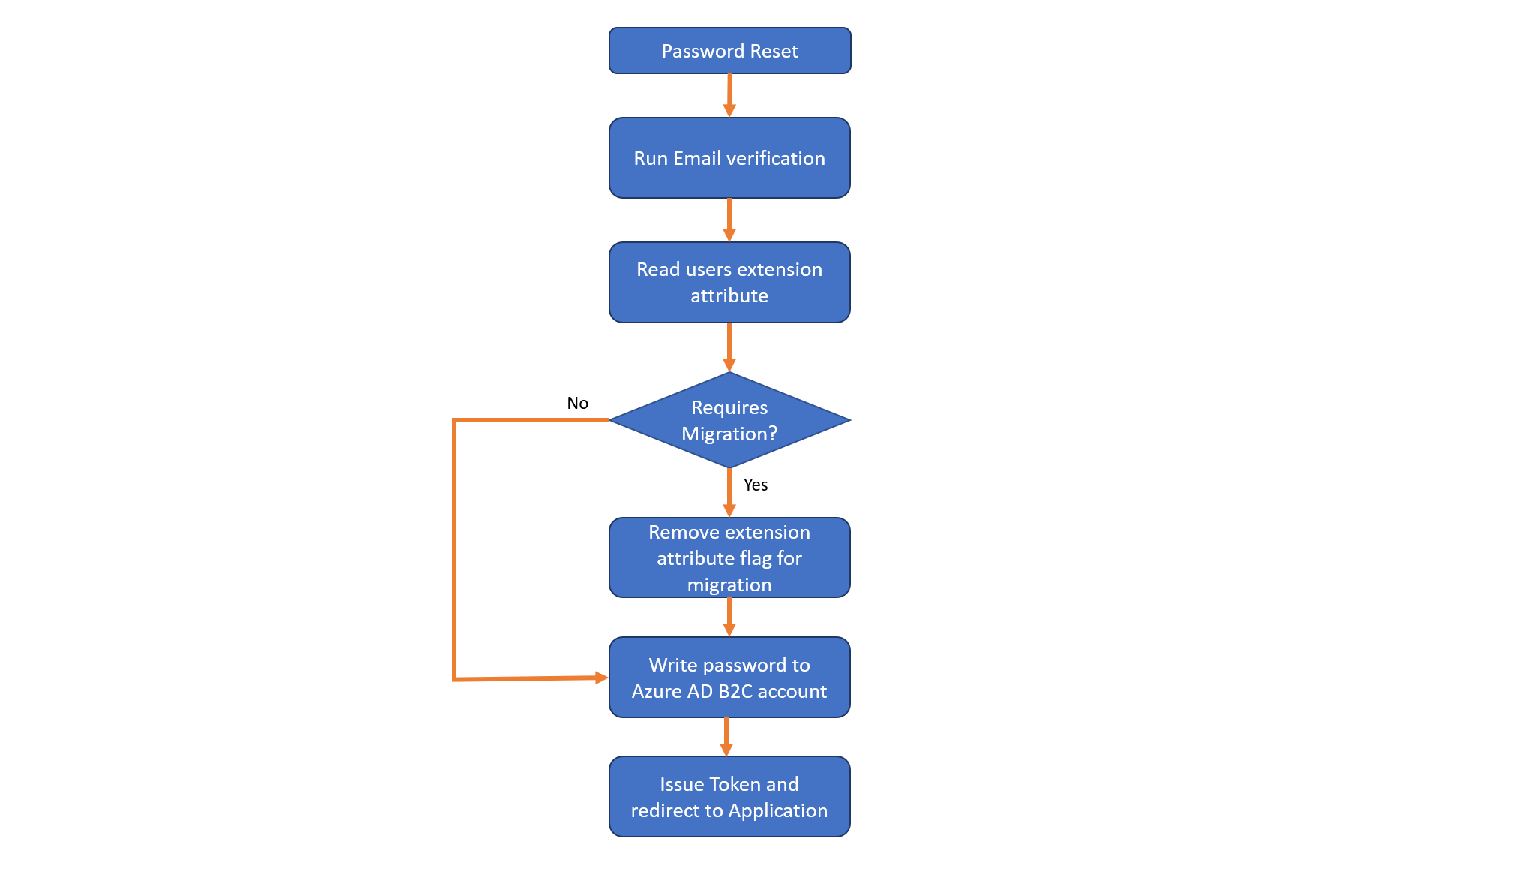 Password Reset
Run Email verification
Read users extension
attribute
No
Requires
Migration?
Yes
Remove extension
attribute flag for
migration
Write password to
Azure AD B2C account
Issue Token and
redirect to Application